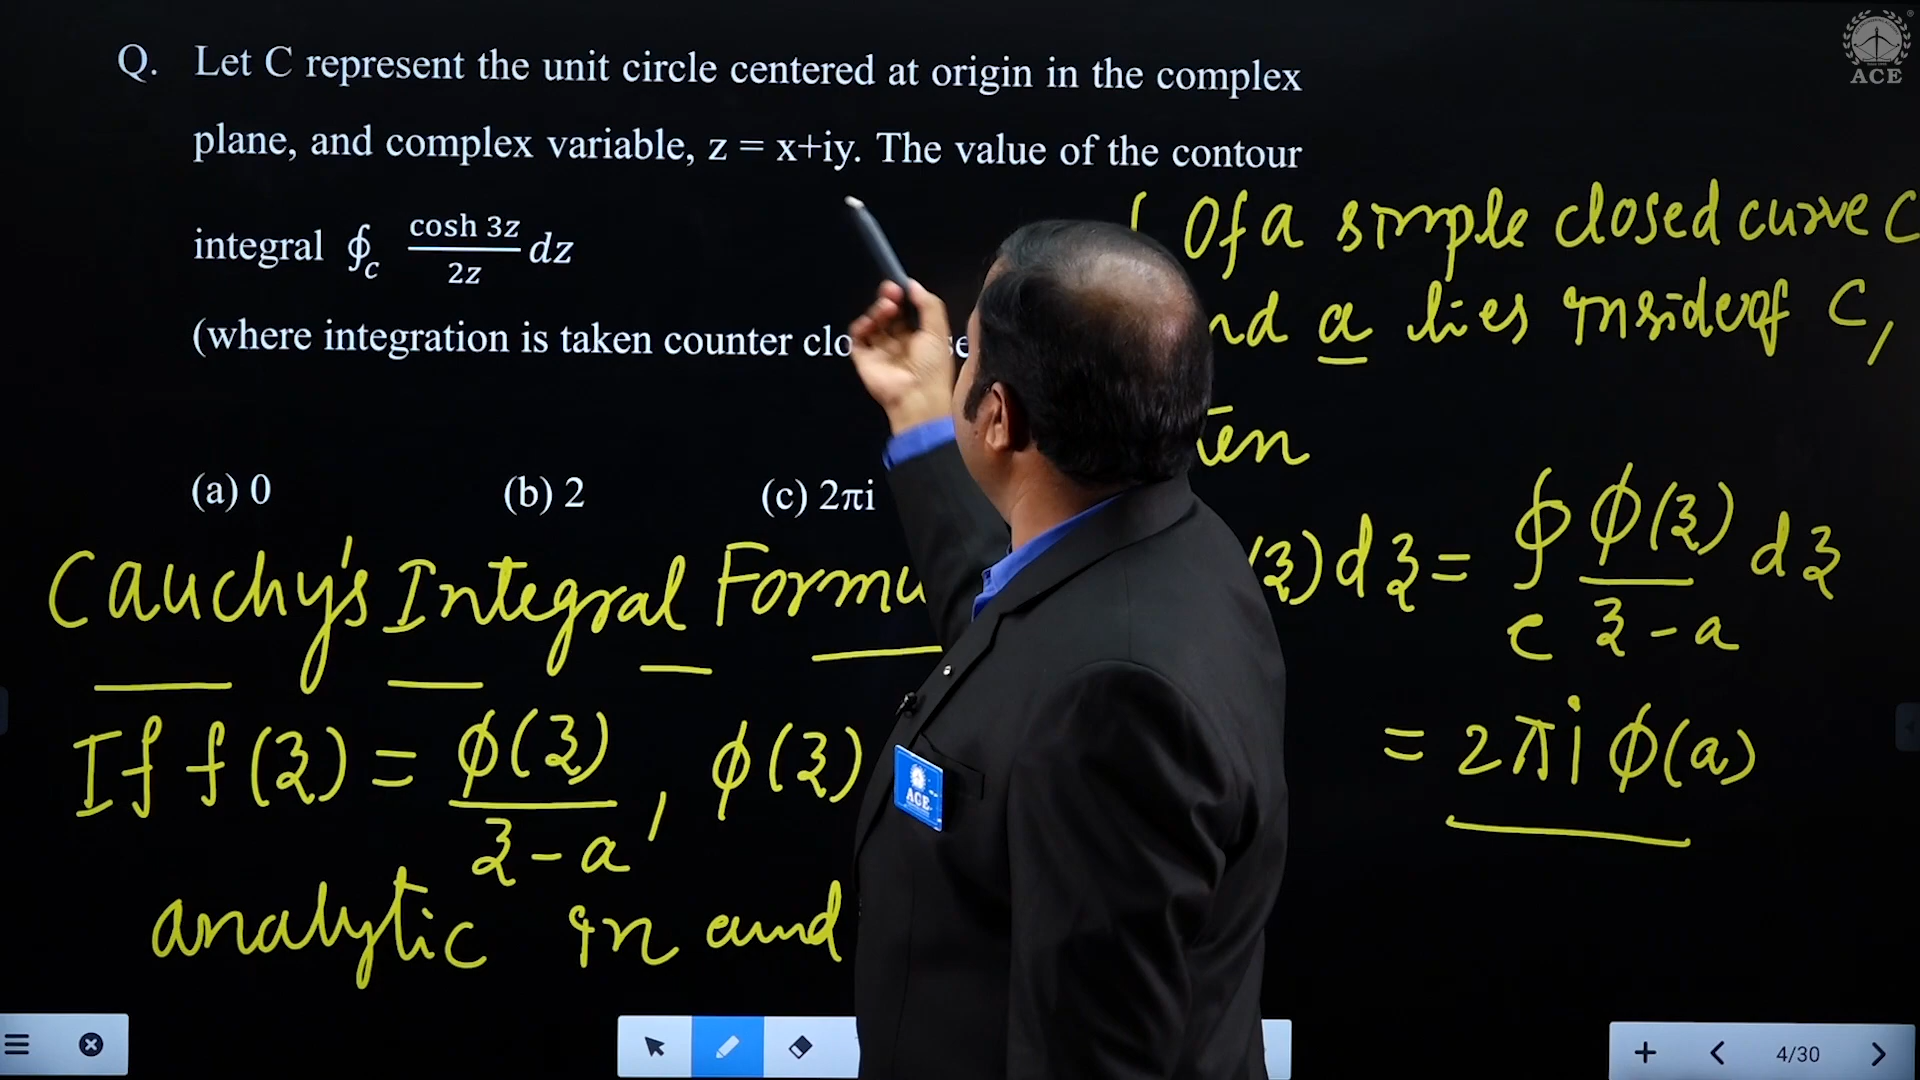 Q. Let C represent the unit circle centered at origin in the complex
plane, and complex variable, z = x+iy. The value of the contour
integral ∮c cosh 3z / 2z dz
(where integration is taken counter
(a) 0 (b) 2 (c) 2πi
Cauchy's Integral
If f(z) = φ(z) / z-a, φ(z)
analytic in and
Of a simple closed curve C
a lies inside of C,
(z)dz = ∮c φ(z) / z-a dz
= 2πi φ(a)
ACE
ACE
4/30